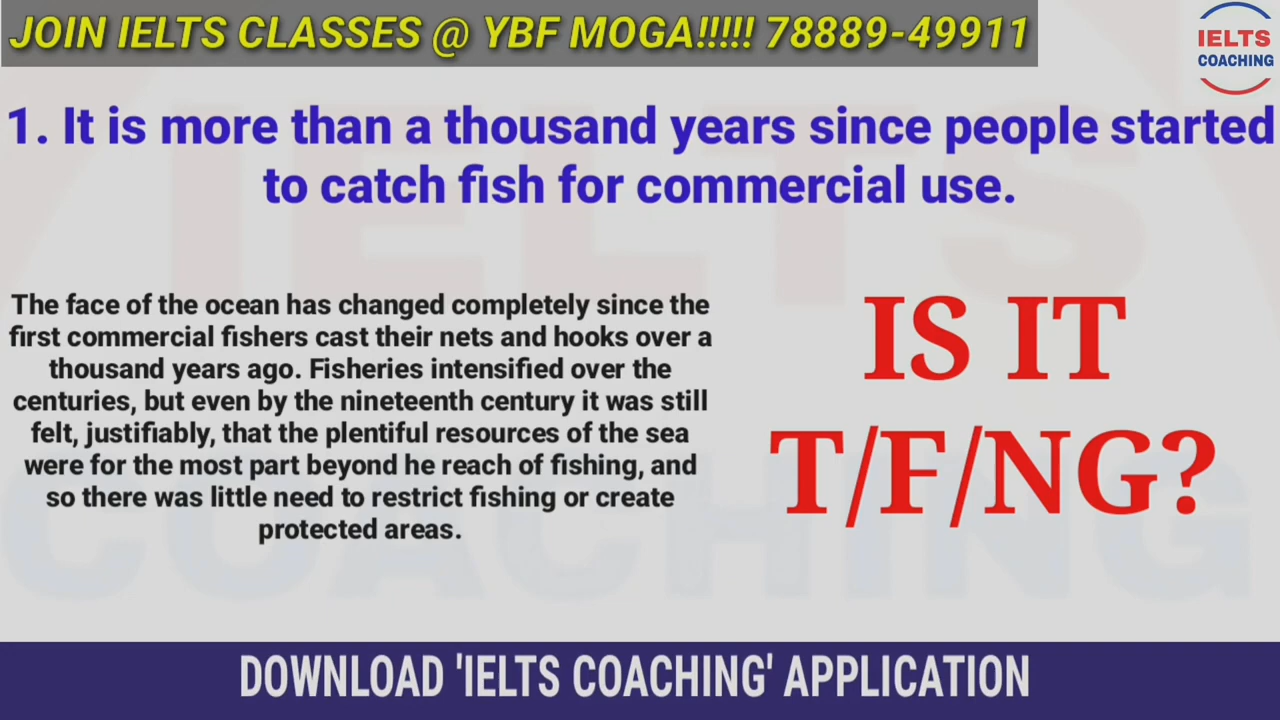 JOIN IELTS CLASSES @ YBF MOGA!!!!! 78889-49911
IELTS
COACHING
1. It is more than a thousand years since people started
to catch fish for commercial use.
The face of the ocean has changed completely since the
first commercial fishers cast their nets and hooks over a
thousand years ago. Fisheries intensified over the
centuries, but even by the nineteenth century it was still
felt, justifiably, that the plentiful resources of the sea
were for the most part beyond he reach of fishing, and
so there was little need to restrict fishing or create
protected areas.
IS IT
T/F/NG?
IELTS
COACHING
DOWNLOAD 'IELTS COACHING' APPLICATION